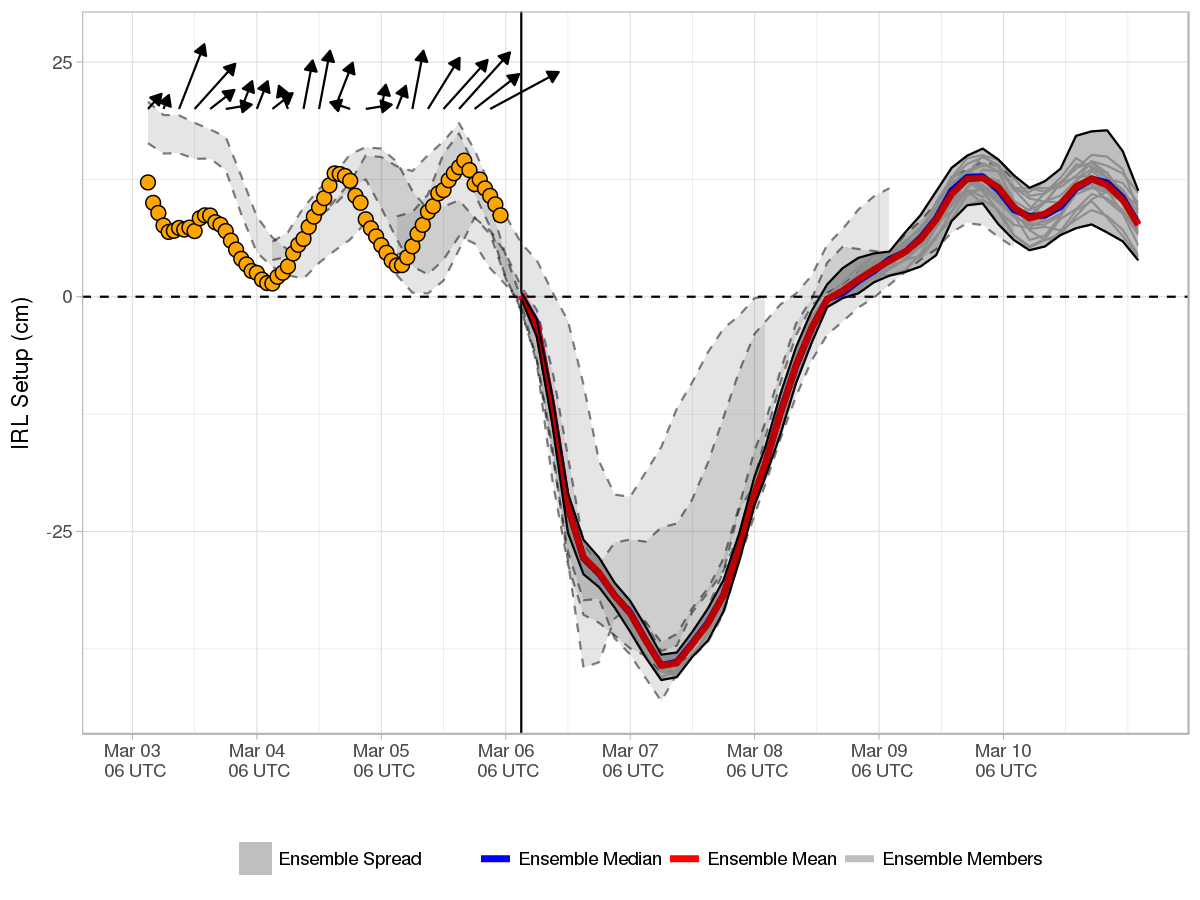 IRL Setup (cm)
25
0
-25
Mar 03 Mar 04 Mar 05 Mar 06 Mar 07 Mar 08 Mar 09 Mar 10
06 UTC 06 UTC 06 UTC 06 UTC 06 UTC 06 UTC 06 UTC 06 UTC
Ensemble Spread Ensemble Median Ensemble Mean Ensemble Members